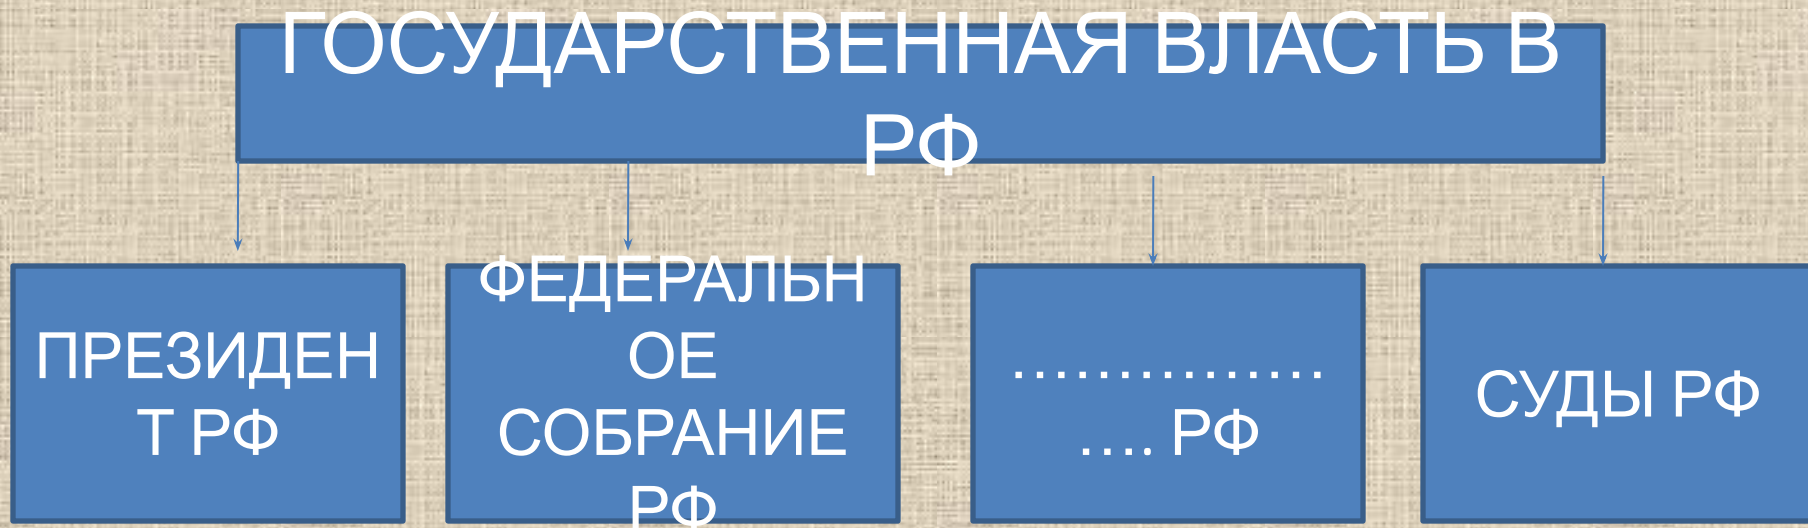 ГОСУДАРСТВЕННАЯ ВЛАСТЬ В
РФ
ПРЕЗИДЕН
Т РФ
ФЕДЕРАЛЬН
ОЕ
СОБРАНИЕ
РФ
……………
…. РФ
СУДЫ РФ